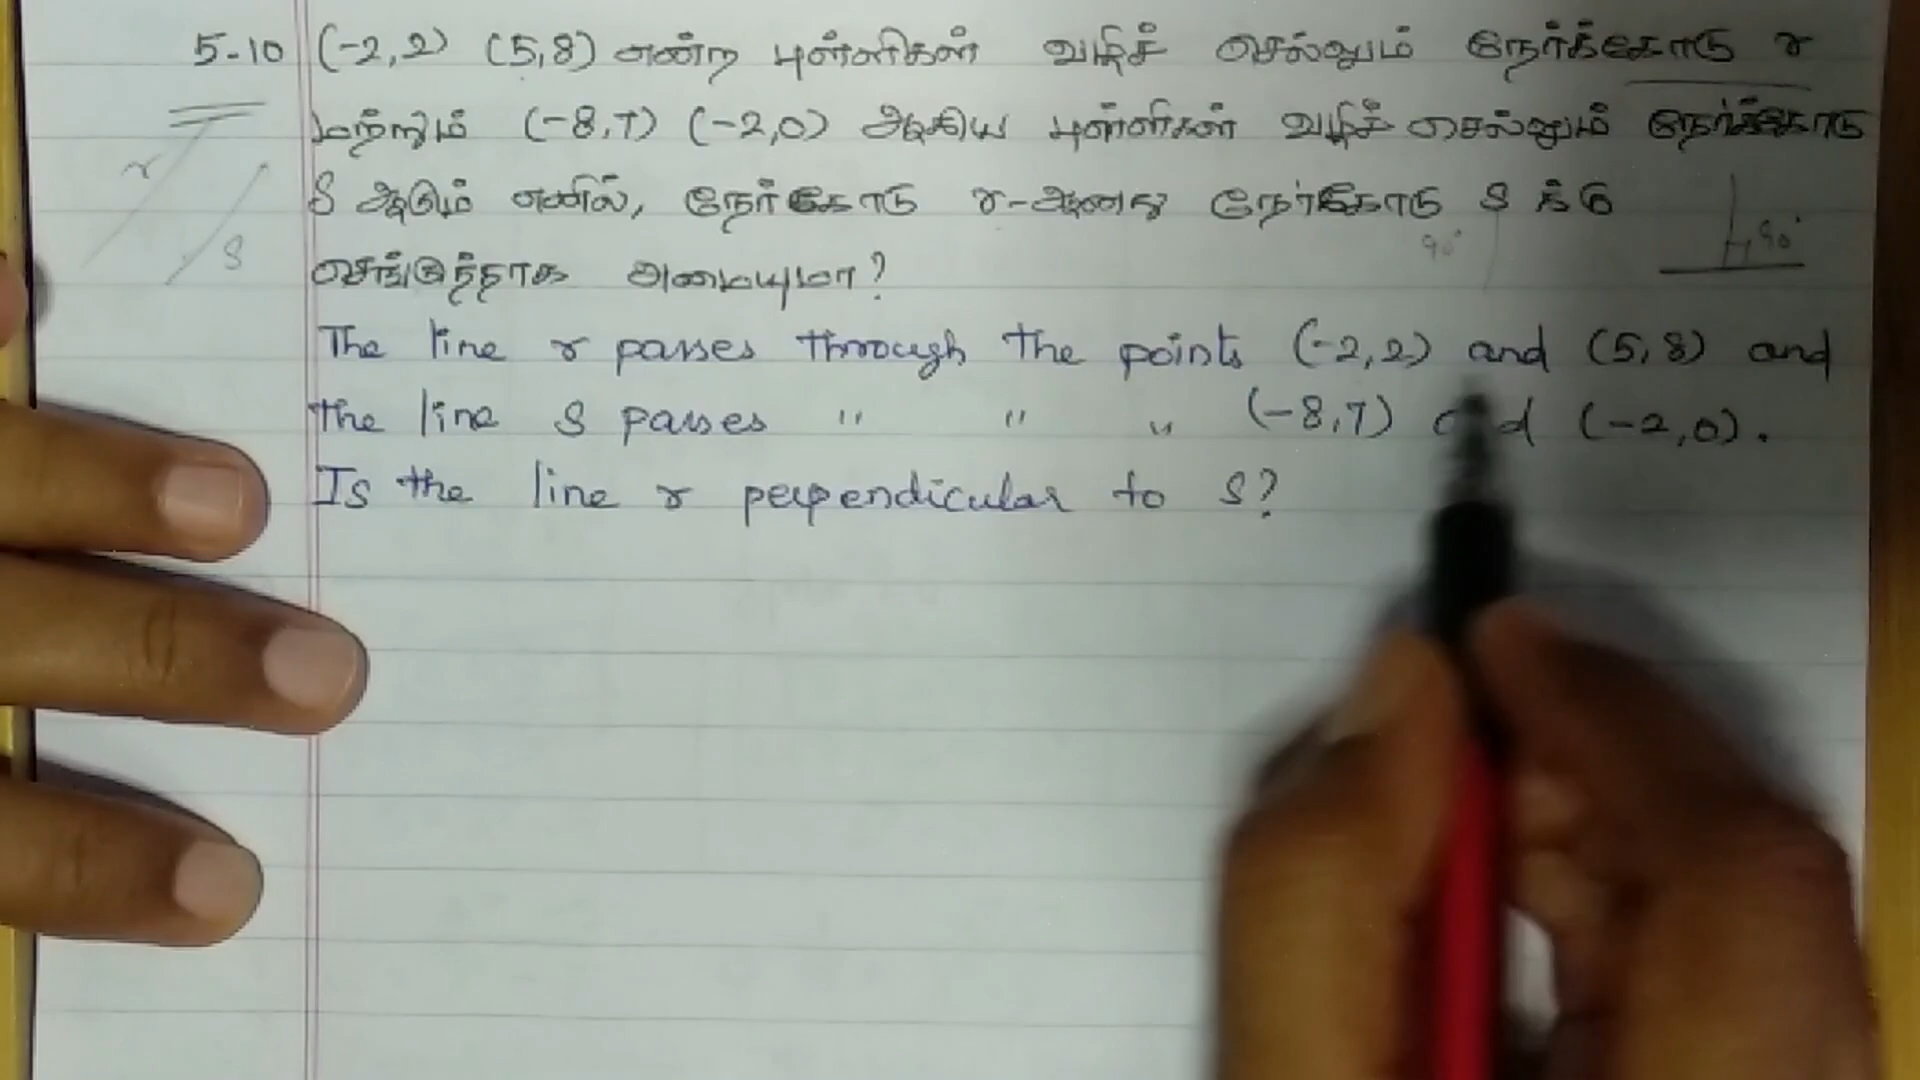 5.10 (-2,2) (5,8) என்ற புள்ளிகள் வழிச் செல்லும் நேர்க்கோடு r
மற்றும் (-8,7) (-2,0) ஆகிய புள்ளிகள் வழிச் செல்லும் நேர்க்கோடு
S ஆகும் எனில், நேர்கோடு r-ஆனது நேர்கோடு S க்கு
செங்குத்தாக அமையுமா?
r
S
90°
90°
The line r passes through the points (-2,2) and (5,8) and
the line S passes " " " (-8,7) and (-2,0).
Is the line r perpendicular to S?